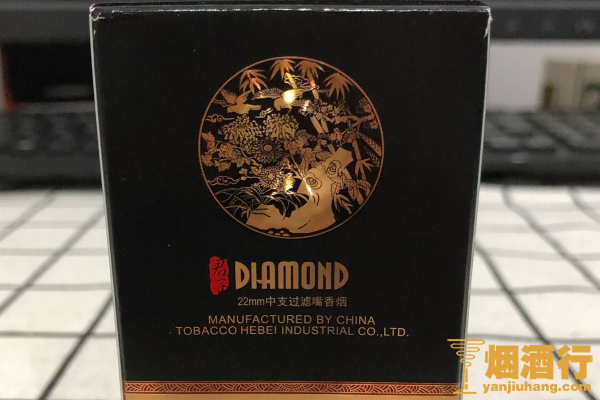 DIAMOND
22mm中支过滤嘴香烟
MANUFACTURED BY CHINA
TOBACCO HEBEI INDUSTRIAL CO.,LTD.
烟酒行
yanjiuhang.com